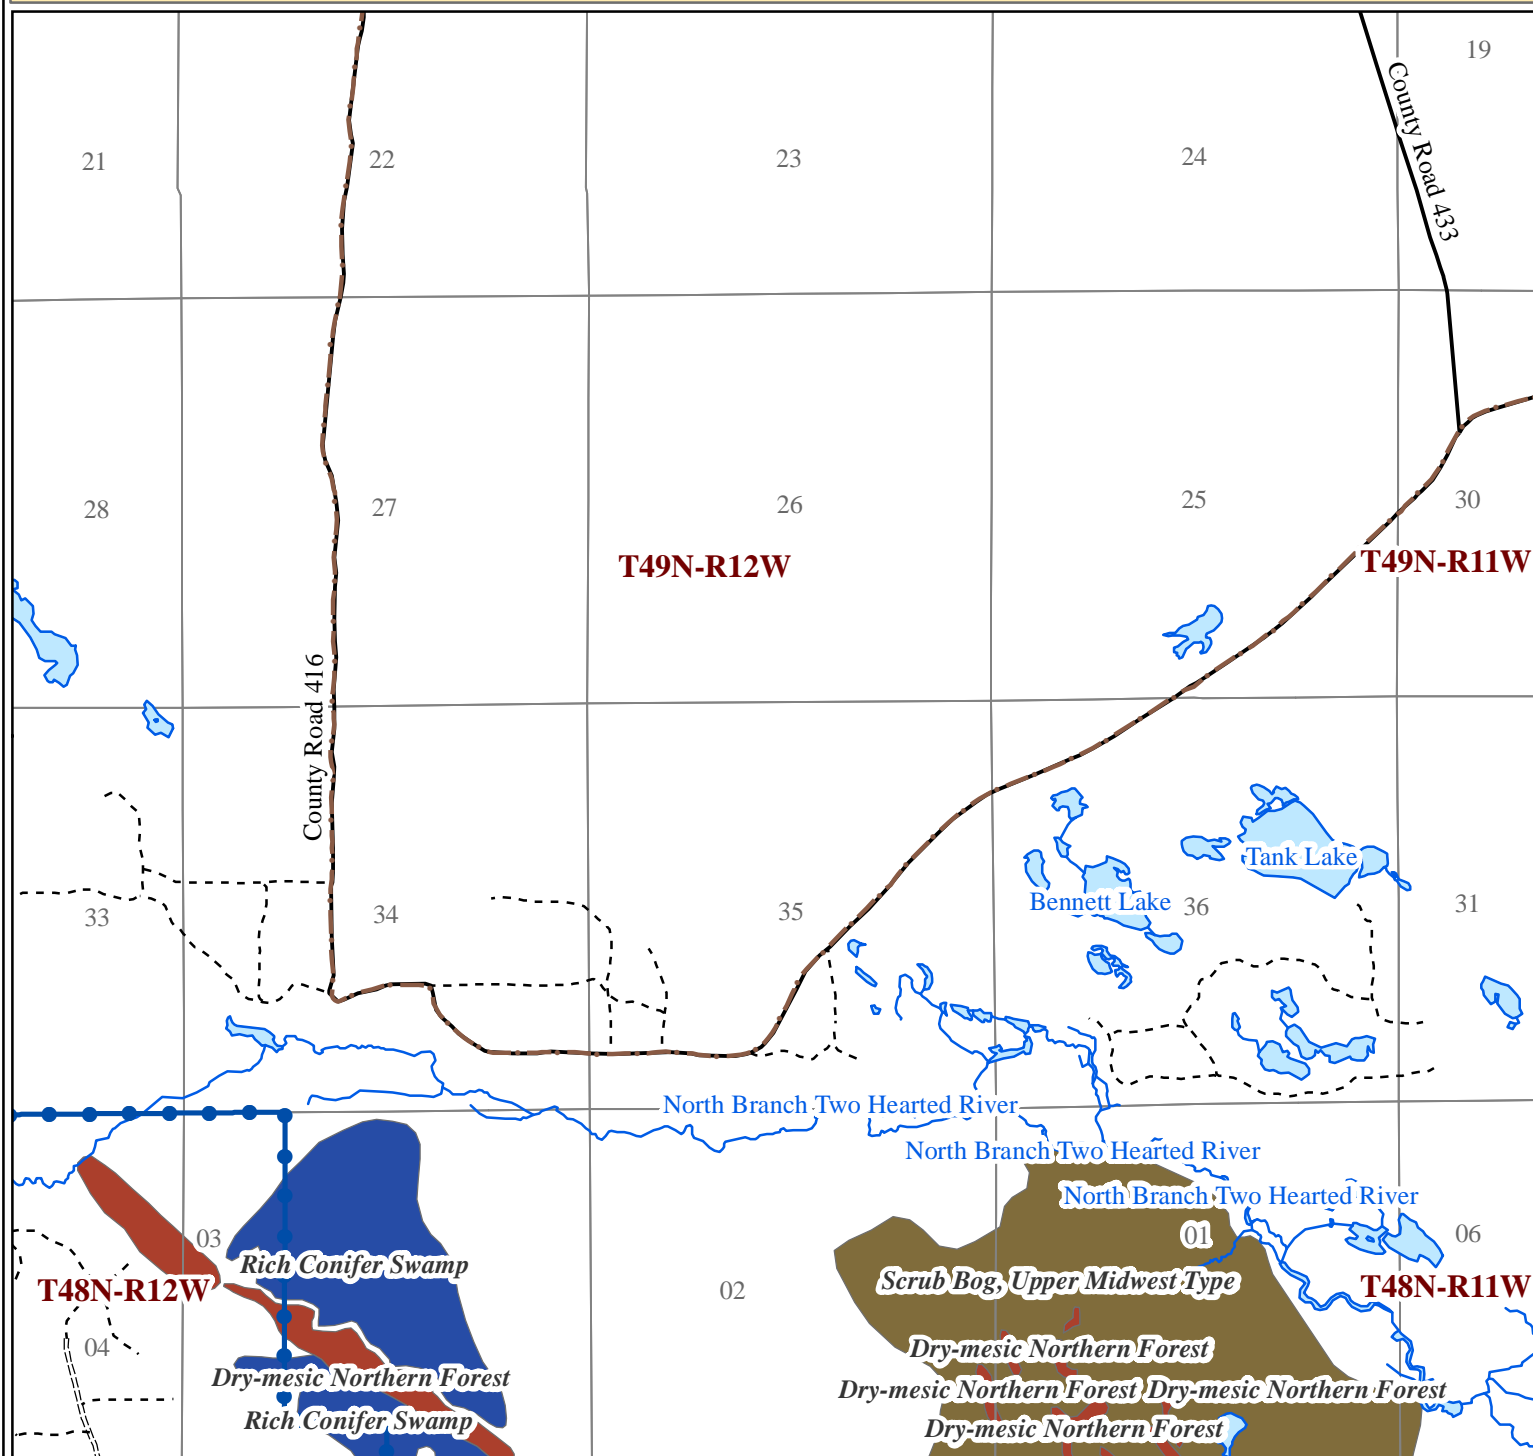 19
County Road 433
21
22
23
24
28
27
26
25
30
T49N-R12W
T49N-R11W
County Road 416
Tank Lake
Bennett Lake
33
34
35
36
31
North Branch Two Hearted River
North Branch Two Hearted River
North Branch Two Hearted River
03
01
06
Rich Conifer Swamp
Scrub Bog, Upper Midwest Type
T48N-R12W
02
T48N-R11W
04
Dry-mesic Northern Forest
Dry-mesic Northern Forest
Dry-mesic Northern Forest
Dry-mesic Northern Forest
Rich Conifer Swamp
Dry-mesic Northern Forest